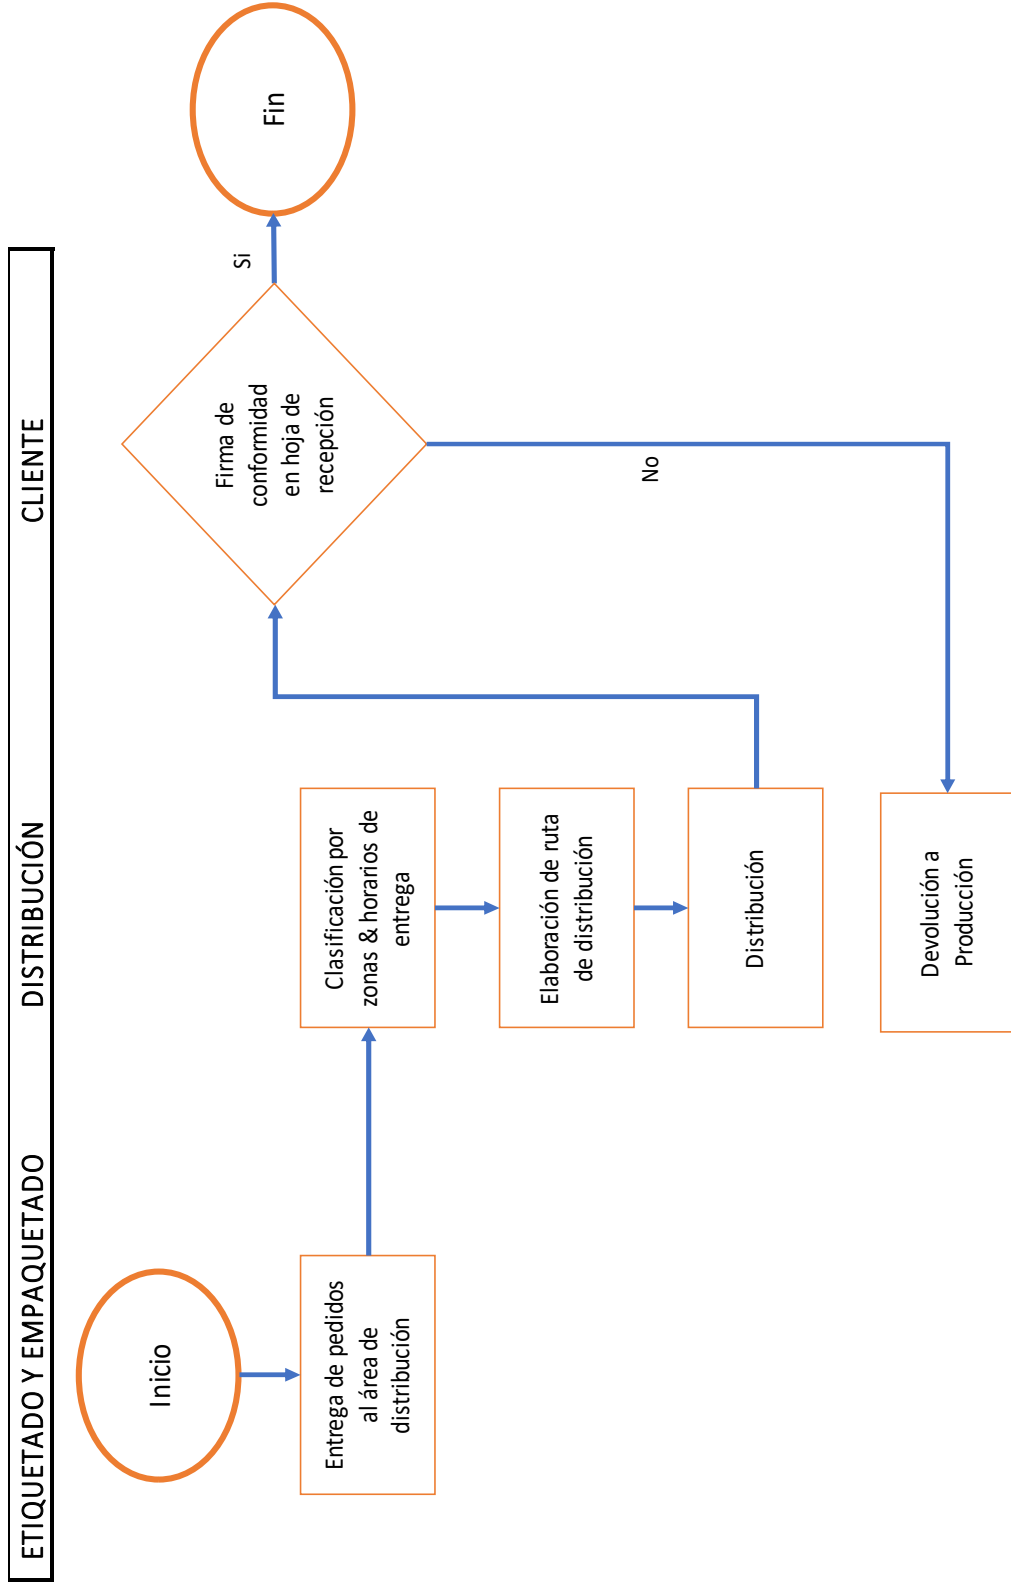 ETIQUETADO Y EMPAQUETADO
DISTRIBUCIÓN
CLIENTE
Inicio
Entrega de pedidos
al área de
distribución
Clasificación por
zonas & horarios de
entrega
Elaboración de ruta
de distribución
Distribución
Firma de
conformidad
en hoja de
recepción
Si
Fin
No
Devolución a
Producción